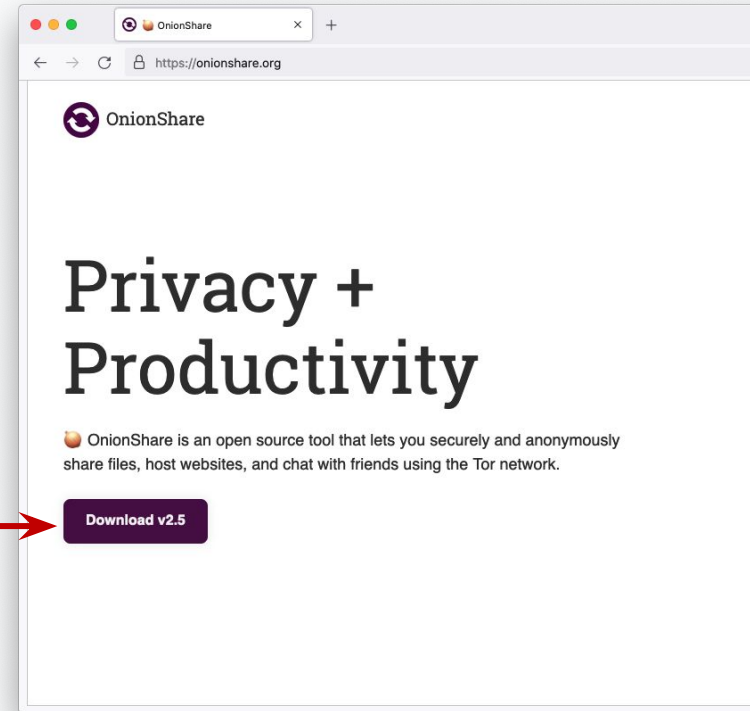 OnionShare
https://onionshare.org
OnionShare
Privacy +
Productivity
OnionShare is an open source tool that lets you securely and anonymously
share files, host websites, and chat with friends using the Tor network.
Download v2.5